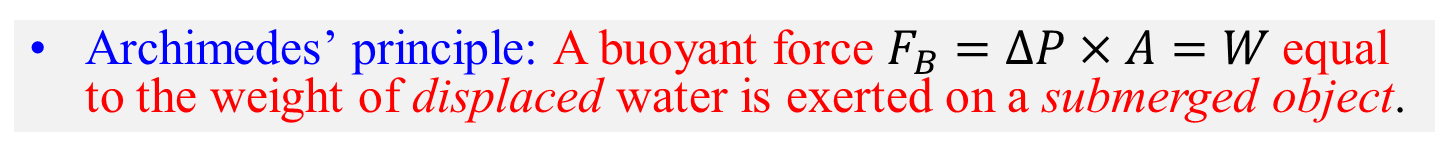 • Archimedes’ principle: A buoyant force F_B = ΔP × A = W equal
to the weight of displaced water is exerted on a submerged object.